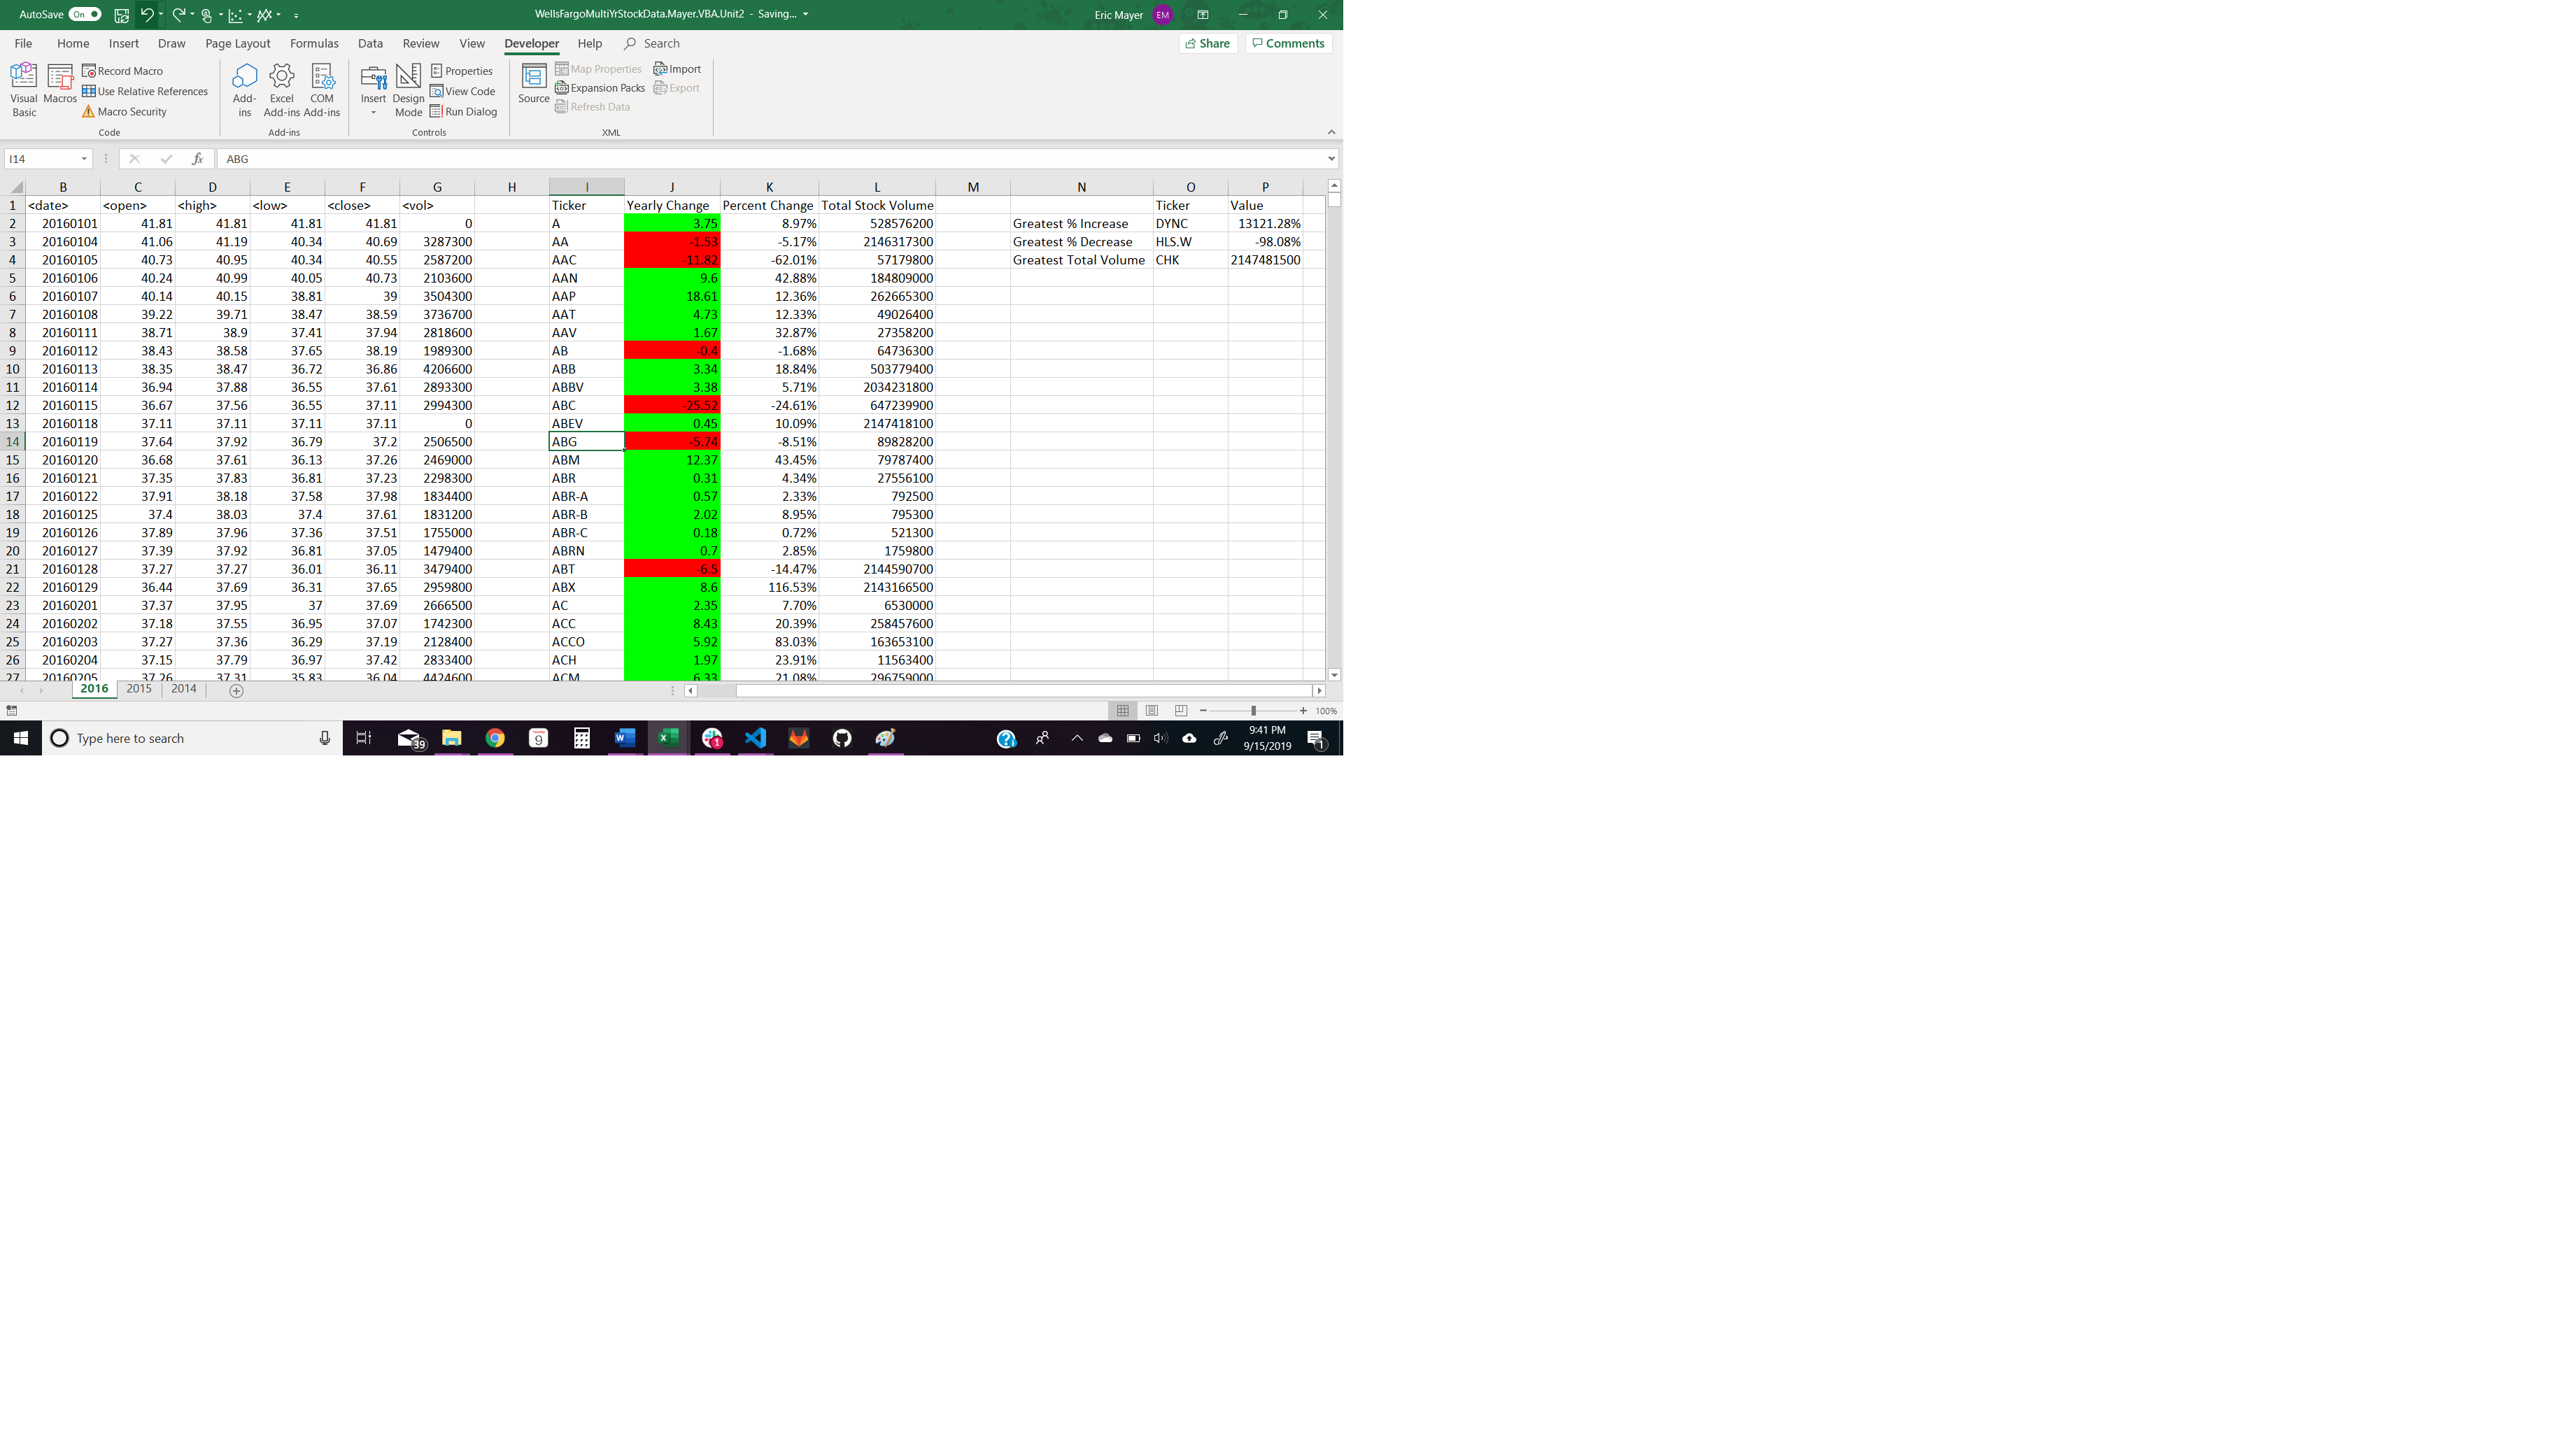 AutoSave On WellsFargoMultiYrStockData.Mayer.VBA.Unit2 - Saving... Eric Mayer EM
File Home Insert Draw Page Layout Formulas Data Review View Developer Help Search Share Comments
Visual Basic Macros Record Macro Use Relative References Macro Security Add-ins Excel Add-ins COM Add-ins Insert Design Mode Properties View Code Run Dialog Source Map Properties Expansion Packs Refresh Data Import Export
Code Add-ins Controls XML
I14 fx ABG
B C D E F G H I J K L M N O P
1 <date> <open> <high> <low> <close> <vol> Ticker Yearly Change Percent Change Total Stock Volume Ticker Value
2 20160101 41.81 41.81 41.81 41.81 0 A 3.75 8.97% 528576200 Greatest % Increase DYNC 13121.28%
3 20160104 41.06 41.19 40.34 40.69 3287300 AA -1.53 -5.17% 2146317300 Greatest % Decrease HLS.W -98.08%
4 20160105 40.73 40.95 40.34 40.55 2587200 AAC -11.82 -62.01% 57179800 Greatest Total Volume CHK 2147481500
5 20160106 40.24 40.99 40.05 40.73 2103600 AAN 9.6 42.88% 184809000
6 20160107 40.14 40.15 38.81 39 3504300 AAP 18.61 12.36% 262665300
7 20160108 39.22 39.71 38.47 38.59 3736700 AAT 4.73 12.33% 49026400
8 20160111 38.71 38.9 37.41 37.94 2818600 AAV 1.67 32.87% 27358200
9 20160112 38.43 38.58 37.65 38.19 1989300 AB -0.4 -1.68% 64736300
10 20160113 38.35 38.47 36.72 36.86 4206600 ABB 3.34 18.84% 503779400
11 20160114 36.94 37.88 36.55 37.61 2893300 ABBV 3.38 5.71% 2034231800
12 20160115 36.67 37.56 36.55 37.11 2994300 ABC -25.52 -24.61% 647239900
13 20160118 37.11 37.11 37.11 37.11 0 ABEV 0.45 10.09% 2147418100
14 20160119 37.64 37.92 36.79 37.2 2506500 ABG -5.74 -8.51% 89828200
15 20160120 36.68 37.61 36.13 37.26 2469000 ABM 12.37 43.45% 79787400
16 20160121 37.35 37.83 36.81 37.23 2298300 ABR 0.31 4.34% 27556100
17 20160122 37.91 38.18 37.58 37.98 1834400 ABR-A 0.57 2.33% 792500
18 20160125 37.4 38.03 37.4 37.61 1831200 ABR-B 2.02 8.95% 795300
19 20160126 37.89 37.96 37.36 37.51 1755000 ABR-C 0.18 0.72% 521300
20 20160127 37.39 37.92 36.81 37.05 1479400 ABRN 0.7 2.85% 1759800
21 20160128 37.27 37.27 36.01 36.11 3479400 ABT -6.5 -14.47% 2144590700
22 20160129 36.44 37.69 36.31 37.65 2959800 ABX 8.6 116.53% 2143166500
23 20160201 37.37 37.95 37 37.69 2666500 AC 2.35 7.70% 6530000
24 20160202 37.18 37.55 36.95 37.07 1742300 ACC 8.43 20.39% 258457600
25 20160203 37.27 37.36 36.29 37.19 2128400 ACCO 5.92 83.03% 163653100
26 20160204 37.15 37.79 36.97 37.42 2833400 ACH 1.97 23.91% 11563400
27 20160205 37.26 37.31 35.83 36.04 4424600 ACM 6.33 21.08% 296759000
2016 2015 2014
100%
Type here to search 39 9 1 9:41 PM 1
9/15/2019